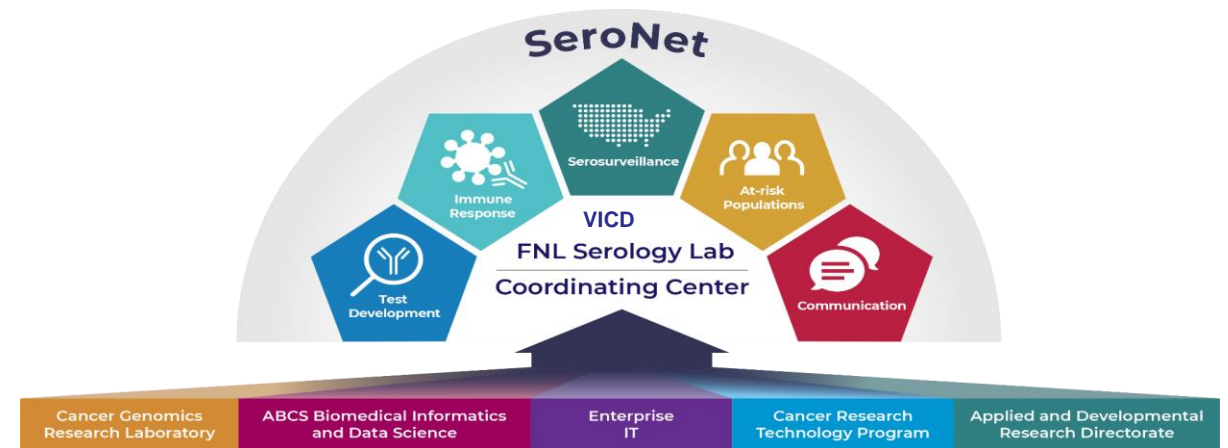 SeroNet
Serosurveillance
Immune
Response
At-risk
Populations
Test
Development
Communication
VICD
FNL Serology Lab
Coordinating Center
Cancer Genomics
Research Laboratory
ABCS Biomedical Informatics
and Data Science
Enterprise
IT
Cancer Research
Technology Program
Applied and Developmental
Research Directorate